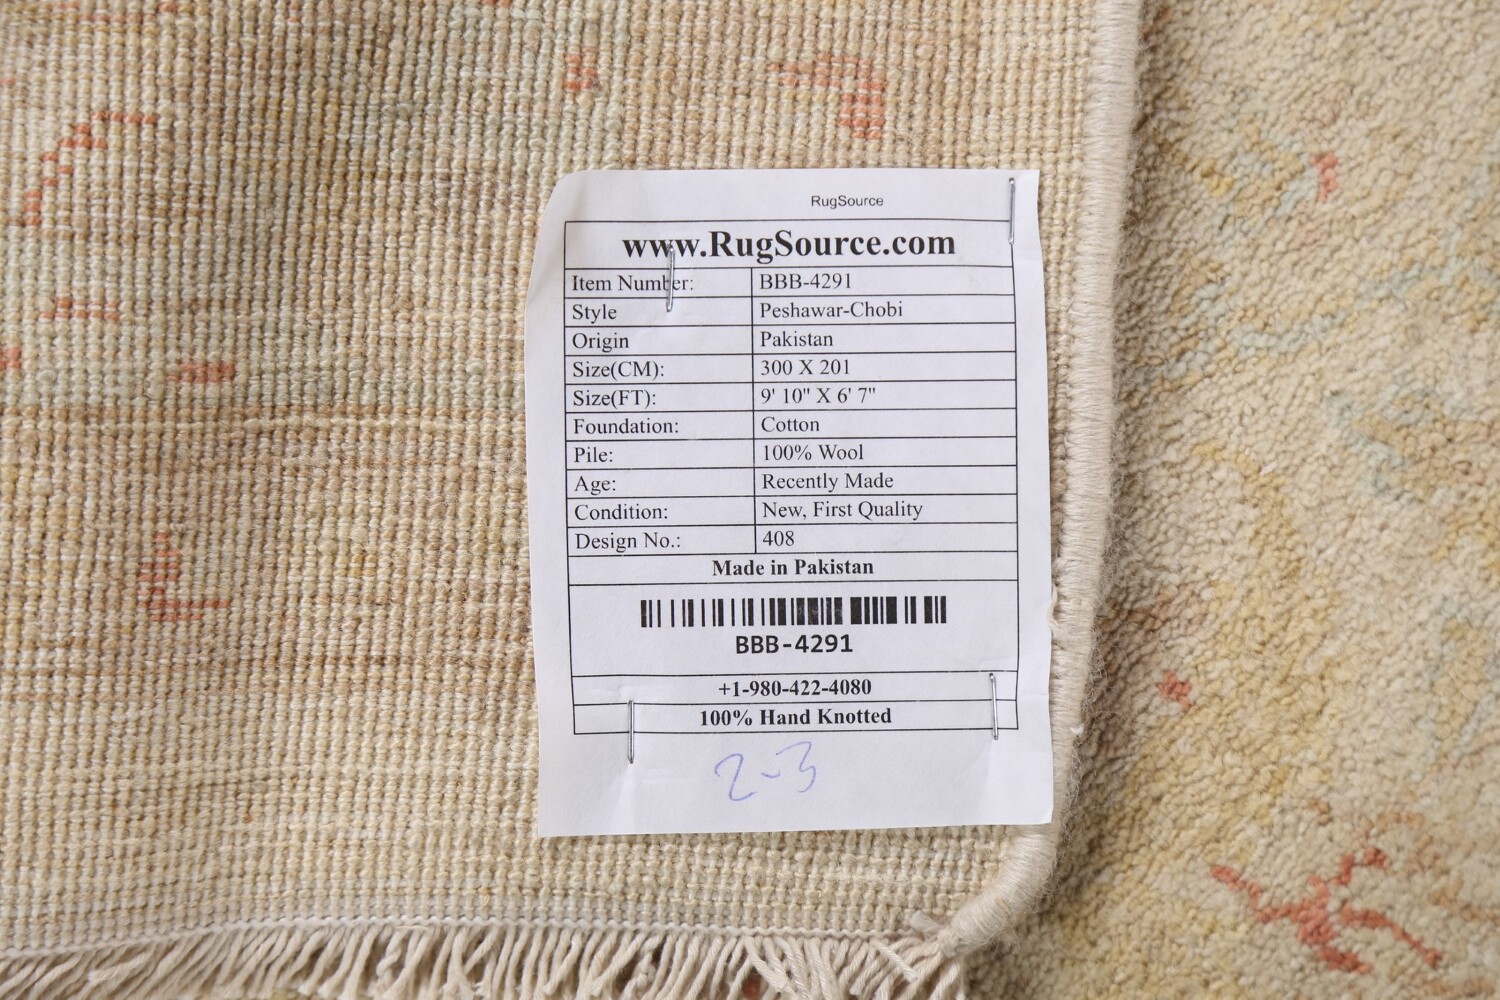 RugSource
www.RugSource.com
Item Number: BBB-4291
Style Peshawar-Chobi
Origin Pakistan
Size(CM): 300 X 201
Size(FT): 9' 10" X 6' 7"
Foundation: Cotton
Pile: 100% Wool
Age: Recently Made
Condition: New, First Quality
Design No.: 408
Made in Pakistan
BBB-4291
+1-980-422-4080
100% Hand Knotted
2-3